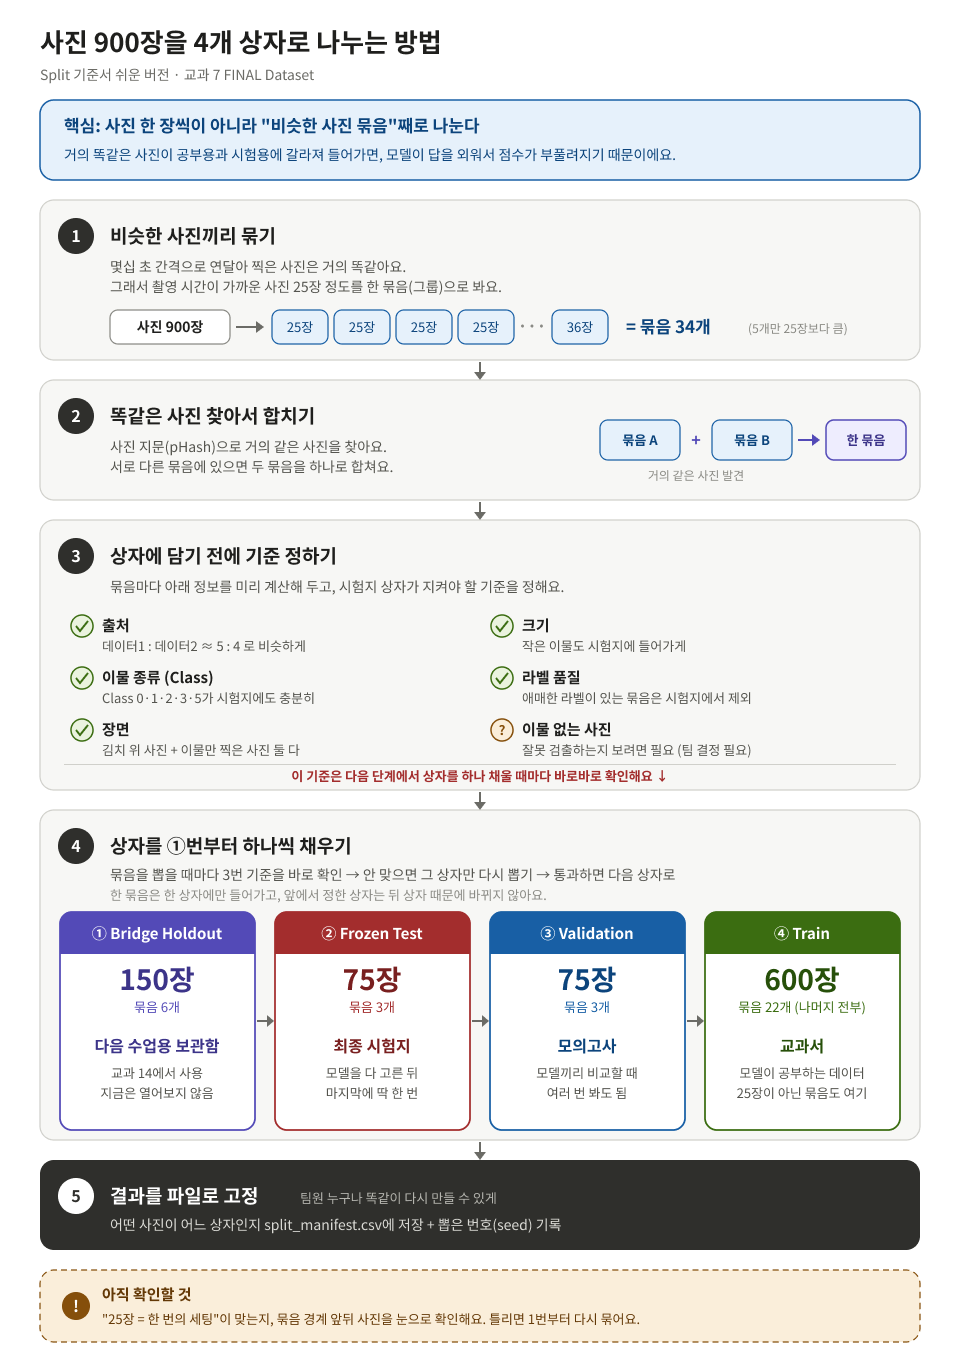 사진 900장을 4개 상자로 나누는 방법
Split 기준서 쉬운 버전 · 교과 7 FINAL Dataset
핵심: 사진 한 장씩이 아니라 "비슷한 사진 묶음"째로 나눈다
거의 똑같은 사진이 공부용과 시험용에 갈라져 들어가면, 모델이 답을 외워서 점수가 부풀려지기 때문이에요.
1 비슷한 사진끼리 묶기
몇십 초 간격으로 연달아 찍은 사진은 거의 똑같아요.
그래서 촬영 시간이 가까운 사진 25장 정도를 한 묶음(그룹)으로 봐요.
사진 900장 → 25장 25장 25장 25장 ··· 36장 = 묶음 34개 (5개만 25장보다 큼)
2 똑같은 사진 찾아서 합치기
사진 지문(pHash)으로 거의 같은 사진을 찾아요.
서로 다른 묶음에 있으면 두 묶음을 하나로 합쳐요.
묶음 A + 묶음 B → 한 묶음
거의 같은 사진 발견
3 상자에 담기 전에 기준 정하기
묶음마다 아래 정보를 미리 계산해 두고, 시험지 상자가 지켜야 할 기준을 정해요.
출처
데이터1 : 데이터2 ≈ 5 : 4 로 비슷하게
크기
작은 이물도 시험지에 들어가게
이물 종류 (Class)
Class 0·1·2·3·5가 시험지에도 충분히
라벨 품질
애매한 라벨이 있는 묶음은 시험지에서 제외
장면
김치 위 사진 + 이물만 찍은 사진 둘 다
? 이물 없는 사진
잘못 검출하는지 보려면 필요 (팀 결정 필요)
이 기준은 다음 단계에서 상자를 하나 채울 때마다 바로바로 확인해요 ↓
4 상자를 ①번부터 하나씩 채우기
묶음을 뽑을 때마다 3번 기준을 바로 확인 → 안 맞으면 그 상자만 다시 뽑기 → 통과하면 다음 상자로
한 묶음은 한 상자에만 들어가고, 앞에서 정한 상자는 뒤 상자 때문에 바뀌지 않아요.
① Bridge Holdout
150장
묶음 6개
다음 수업용 보관함
교과 14에서 사용
지금은 열어보지 않음
② Frozen Test
75장
묶음 3개
최종 시험지
모델을 다 고른 뒤
마지막에 딱 한 번
③ Validation
75장
묶음 3개
모의고사
모델끼리 비교할 때
여러 번 봐도 됨
④ Train
600장
묶음 22개 (나머지 전부)
교과서
모델이 공부하는 데이터
25장이 아닌 묶음도 여기
5 결과를 파일로 고정 팀원 누구나 똑같이 다시 만들 수 있게
어떤 사진이 어느 상자인지 split_manifest.csv에 저장 + 뽑은 번호(seed) 기록
! 아직 확인할 것
"25장 = 한 번의 세팅"이 맞는지, 묶음 경계 앞뒤 사진을 눈으로 확인해요. 틀리면 1번부터 다시 묶어요.